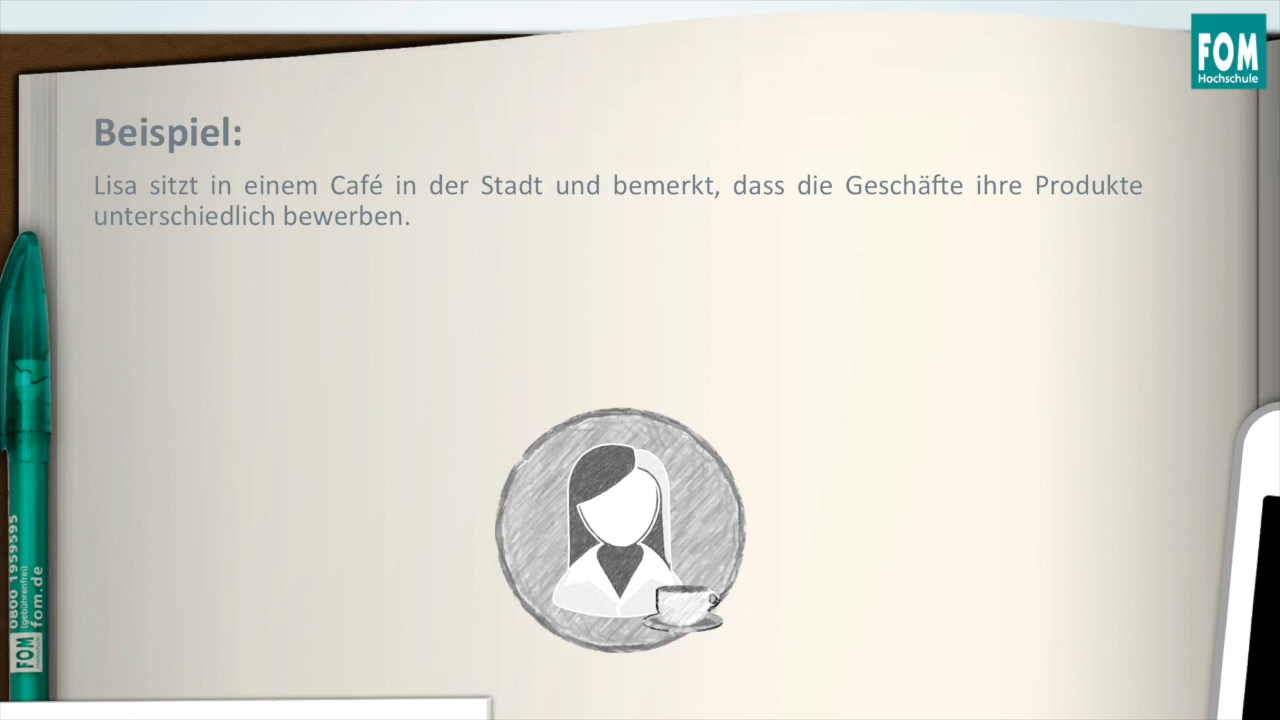 FOM
Hochschule
Beispiel:
Lisa sitzt in einem Café in der Stadt und bemerkt, dass die Geschäfte ihre Produkte
unterschiedlich bewerben.
0800 1959595
(gebührenfrei)
fom.de
FOM
Hochschule